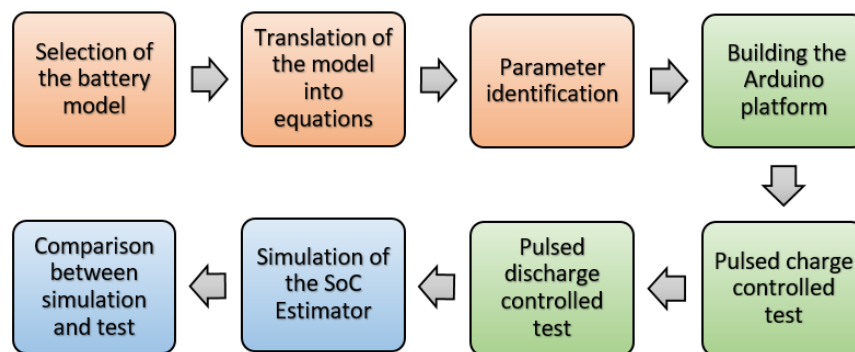 Selection of
the battery
model
Translation of
the model
into
equations
Parameter
identification
Building the
Arduino
platform
Pulsed charge
controlled
test
Pulsed
discharge
controlled
test
Simulation of
the SoC
Estimator
Comparison
between
simulation
and test